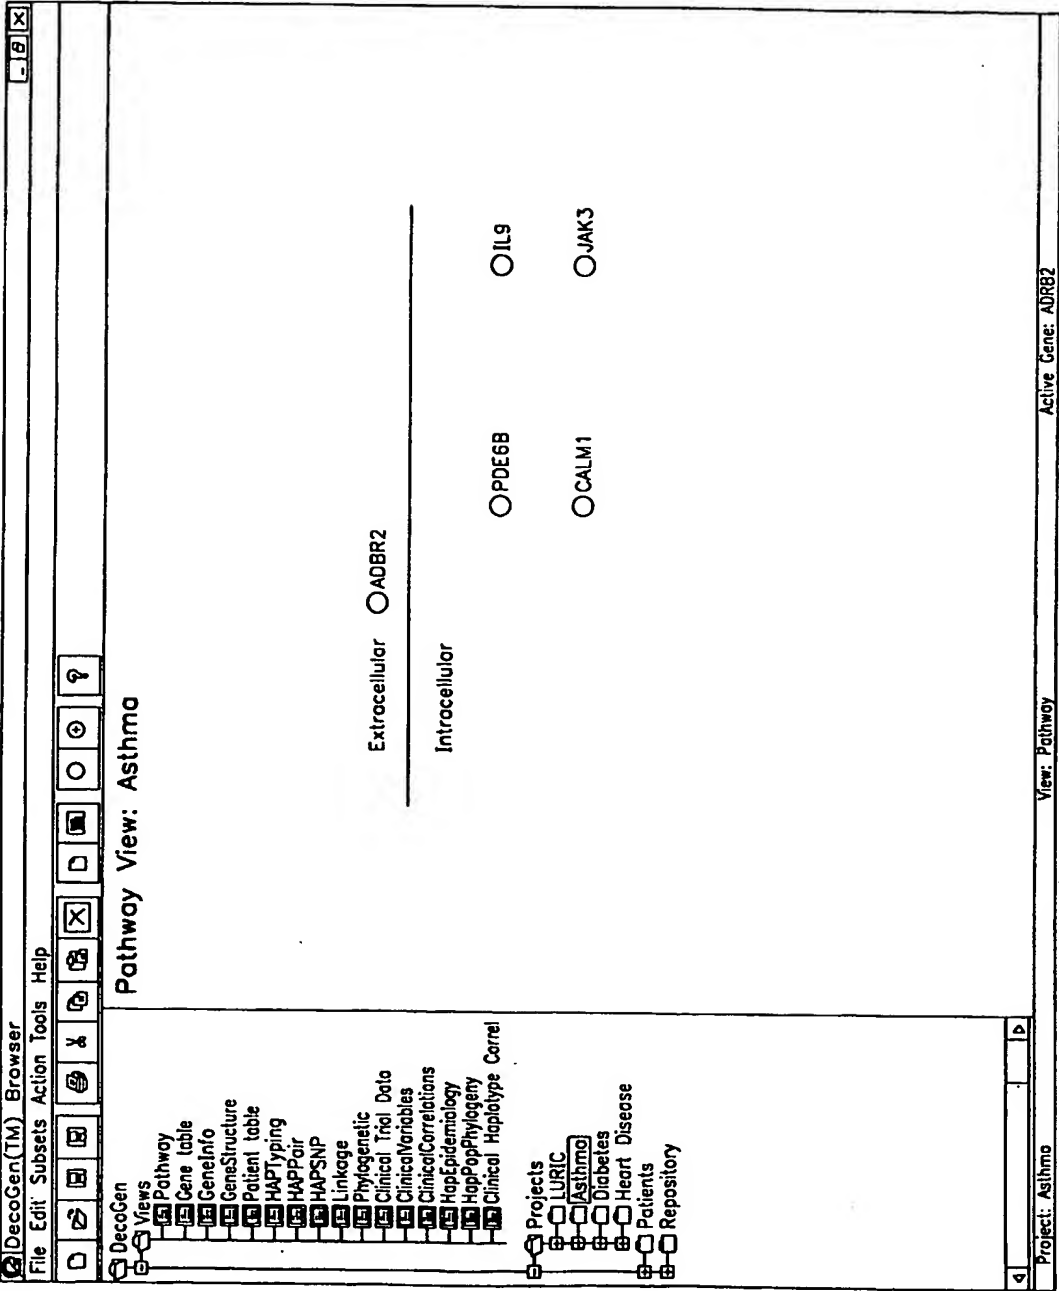 DecoGen(TM) Browser
File Edit Subsets Action Tools Help
DecoGen
Views
Pathway
Gene table
GeneInfo
GeneStructure
Patient table
HAPTyping
HAPPair
HAPSNP
Linkage
Phylogenetic
Clinical Trial Data
ClinicalVariables
ClinicalCorrelations
HapEpidemiology
HapPopPhylogeny
Clinical Haplotype Correl
Projects
LURIC
Asthma
Diabetes
Heart Disease
Patients
Repository
Pathway View: Asthma
Extracellular ADBR2
Intracellular
PDE6B IL9
CALM1 JAK3
Project: Asthma View: Pathway Active Gene: ADRB2